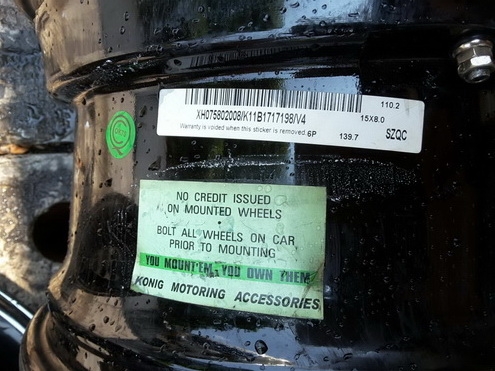 110.2
XH075802008/K11B1717198/V4
15X8.0
Warranty is voided when this sticker is removed. 6P
139.7
SZQC
NO CREDIT ISSUED
ON MOUNTED WHEELS
•
BOLT ALL WHEELS ON CAR
PRIOR TO MOUNTING
YOU MOUNT'EM-YOU OWN THEM
KONIG MOTORING ACCESSORIES